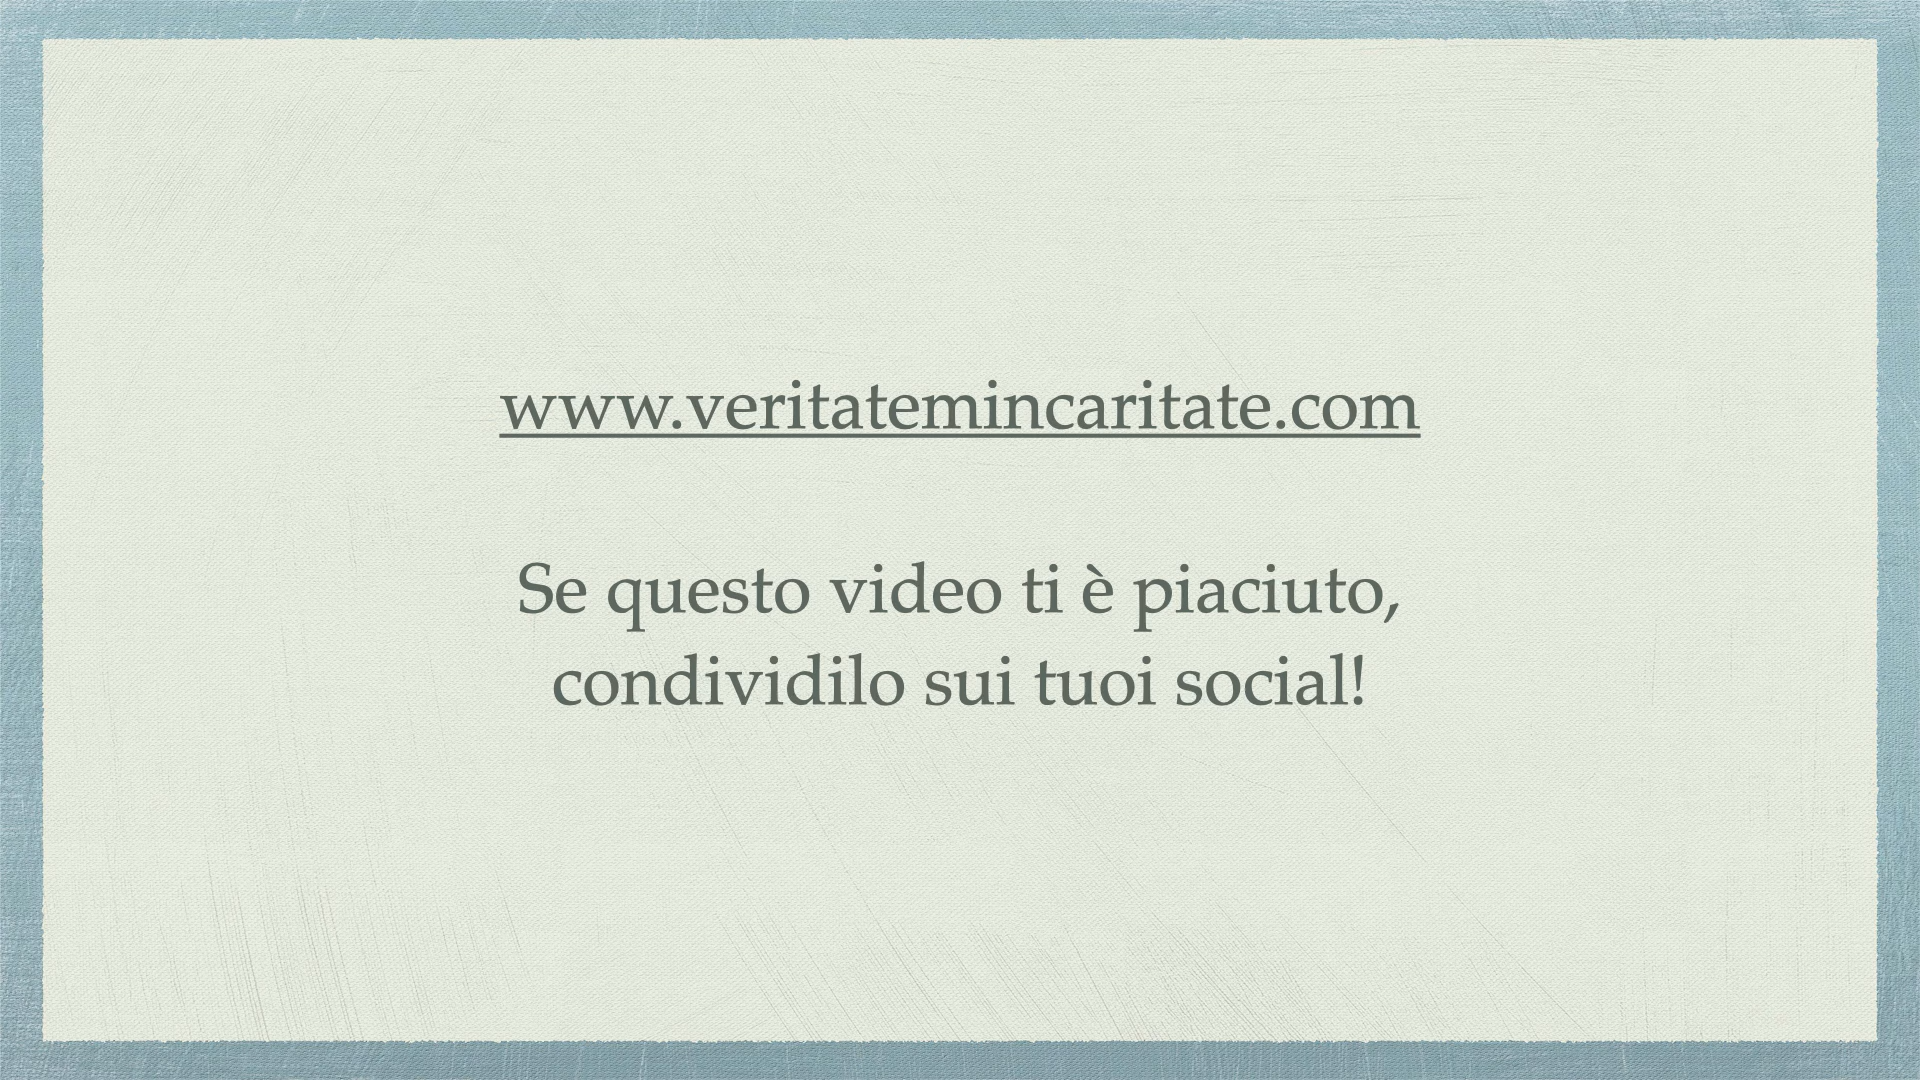 www.veritatemincaritate.com
Se questo video ti è piaciuto,
condividilo sui tuoi social!